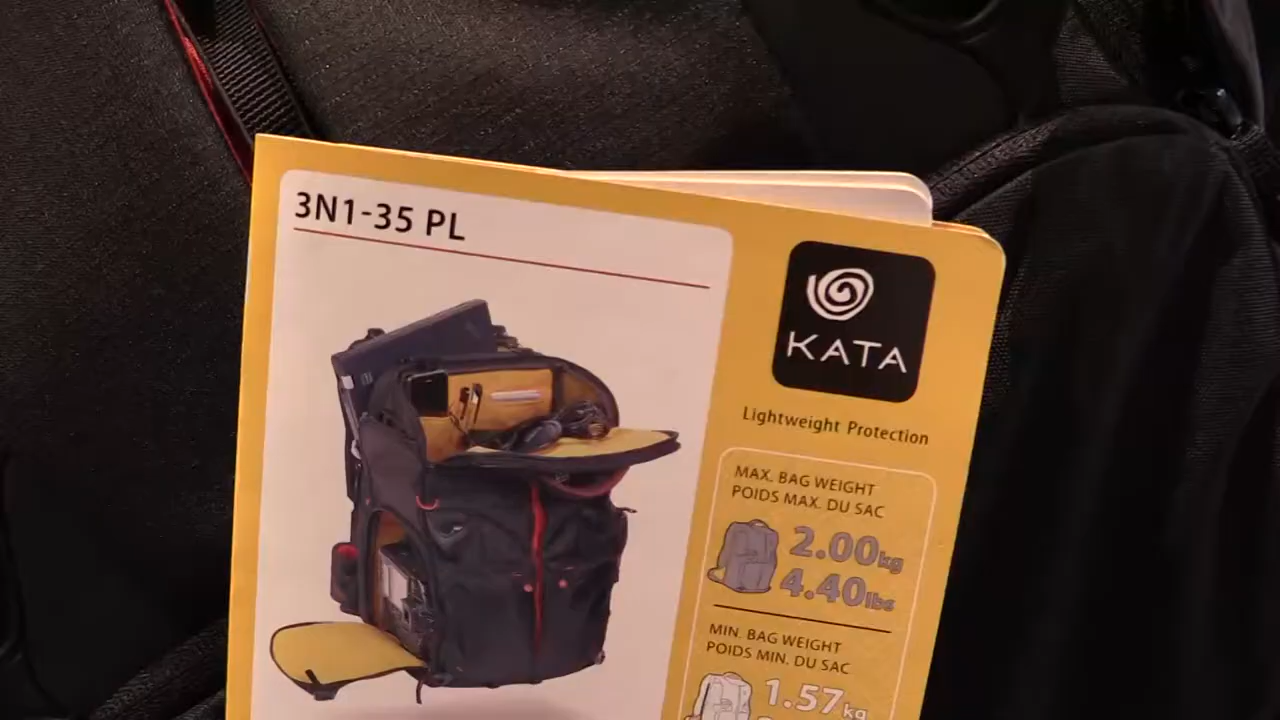 3N1-35 PL
KATA
Lightweight Protection
MAX. BAG WEIGHT
POIDS MAX. DU SAC
2.00kg
4.40lbs
MIN. BAG WEIGHT
POIDS MIN. DU SAC
1.57kg